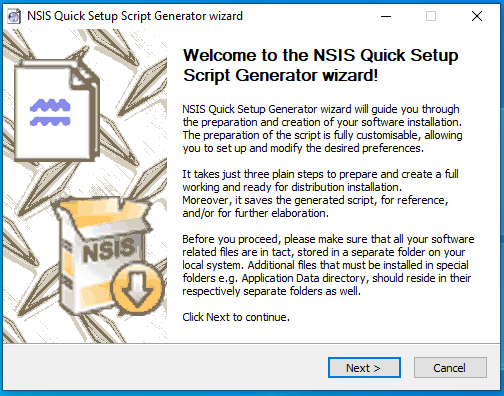 NSIS Quick Setup Script Generator wizard
Welcome to the NSIS Quick Setup
Script Generator wizard!
NSIS Quick Setup Generator wizard will guide you through
the preparation and creation of your software installation.
The preparation of the script is fully customisable, allowing
you to set up and modify the desired preferences.
It takes just three plain steps to prepare and create a full
working and ready for distribution installation.
Moreover, it saves the generated script, for reference,
and/or for further elaboration.
Before you proceed, please make sure that all your software
related files are in tact, stored in a separate folder on your
local system. Additional files that must be installed in special
folders e.g. Application Data directory, should reside in their
respectively separate folders as well.
Click Next to continue.
NSIS
Next >
Cancel